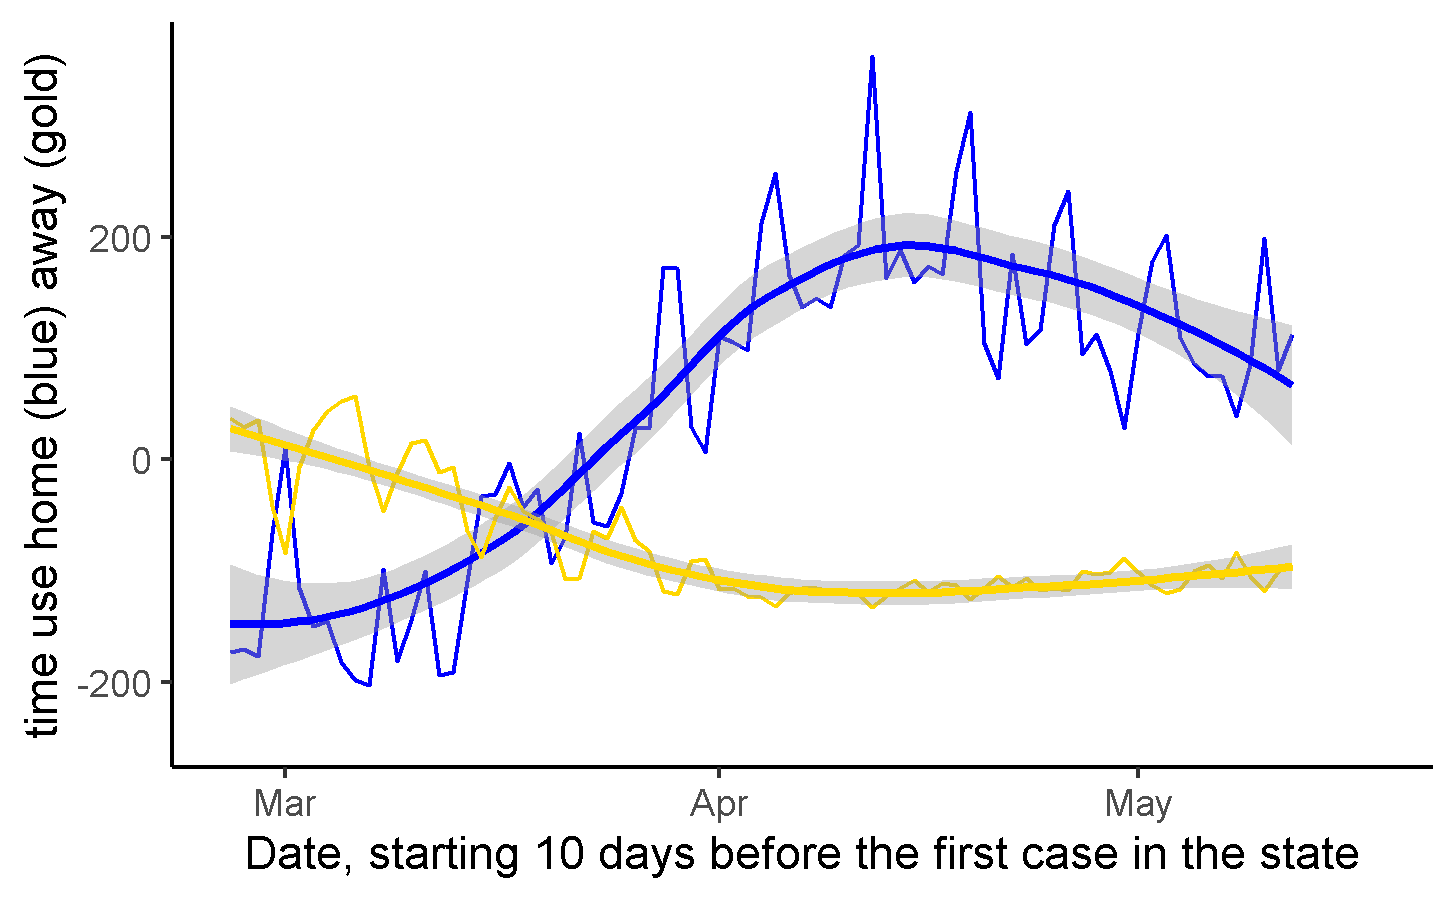 time use home (blue) away (gold)
200
0
-200
Mar Apr May
Date, starting 10 days before the first case in the state